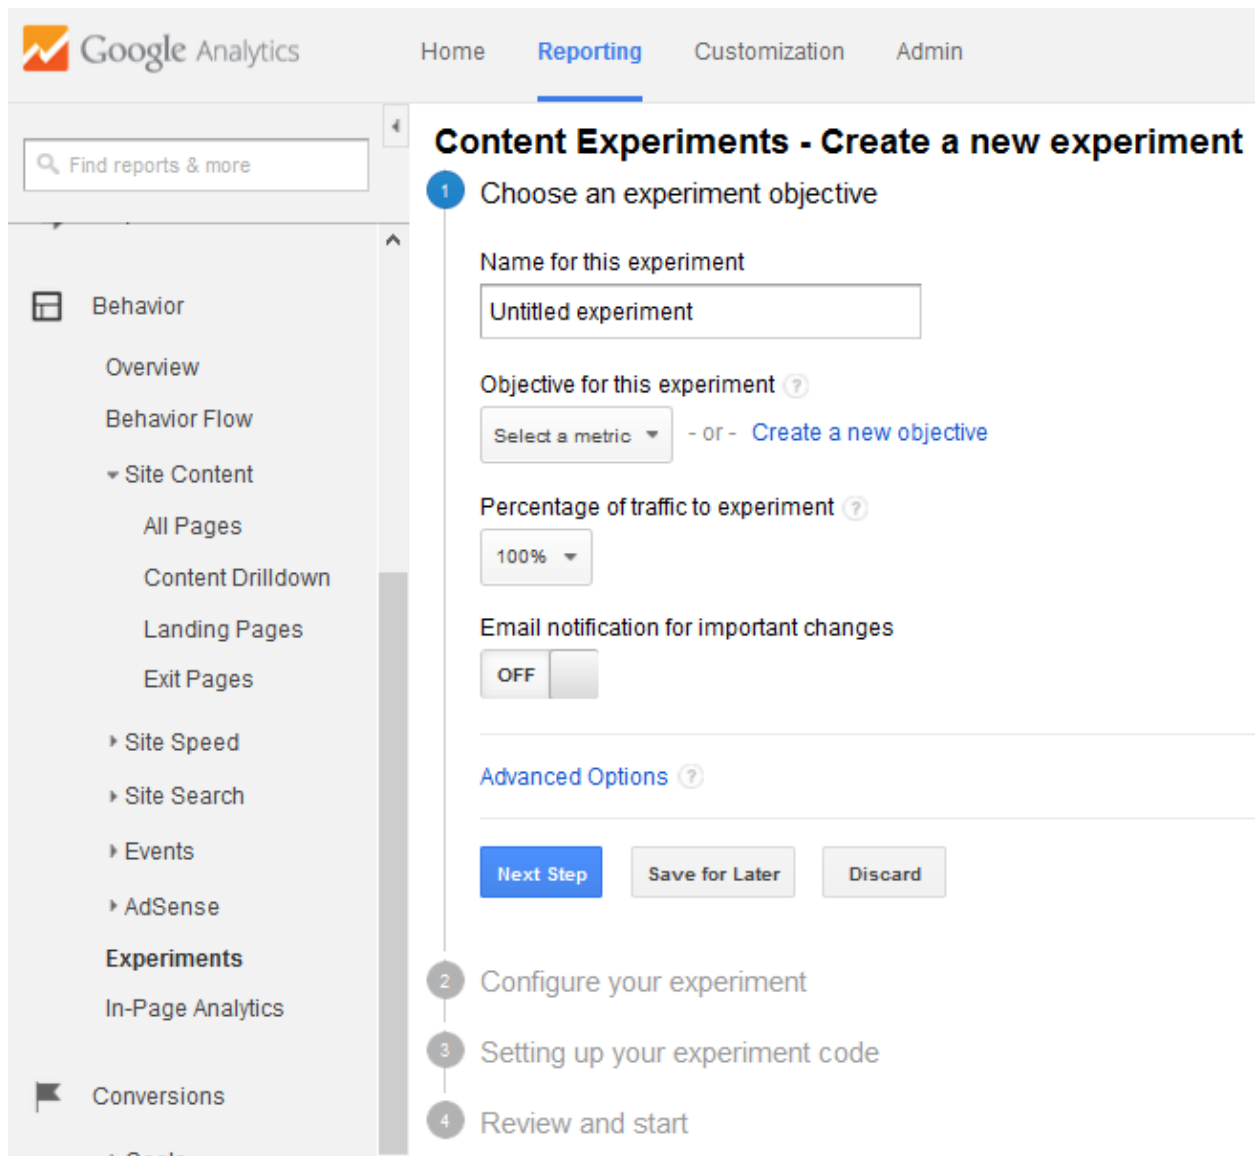 Google Analytics
Home Reporting Customization Admin
Find reports & more
Behavior
Overview
Behavior Flow
Site Content
All Pages
Content Drilldown
Landing Pages
Exit Pages
Site Speed
Site Search
Events
AdSense
Experiments
In-Page Analytics
Conversions
Content Experiments - Create a new experiment
1 Choose an experiment objective
Name for this experiment
Untitled experiment
Objective for this experiment ?
Select a metric - or - Create a new objective
Percentage of traffic to experiment ?
100%
Email notification for important changes
OFF
Advanced Options ?
Next Step Save for Later Discard
2 Configure your experiment
3 Setting up your experiment code
4 Review and start